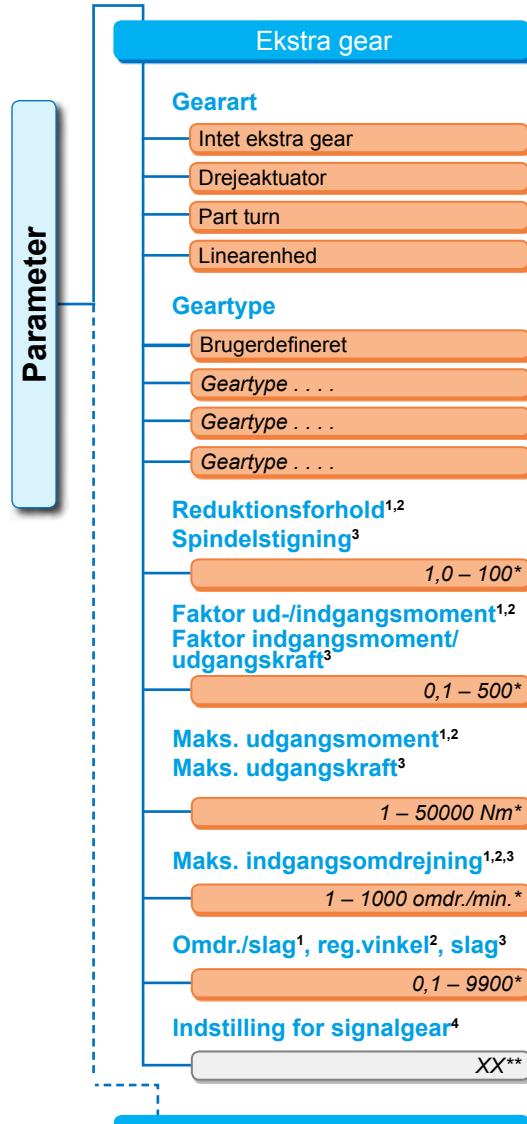 Parameter
Ekstra gear
Gearart
Intet ekstra gear
Drejeaktuator
Part turn
Linearenhed
Geartype
Brugerdefineret
Geartype . . . .
Geartype . . . .
Geartype . . . .
Reduktionsforhold1,2
Spindelstigning3
1,0 – 100*
Faktor ud-/indgangsmoment1,2
Faktor indgangsmoment/
udgangskraft3
0,1 – 500*
Maks. udgangsmoment1,2
Maks. udgangskraft3
1 – 50000 Nm*
Maks. indgangsomdrejning1,2,3
1 – 1000 omdr./min.*
Omdr./slag1, reg.vinkel2, slag3
0,1 – 9900*
Indstilling for signalgear4
XX**